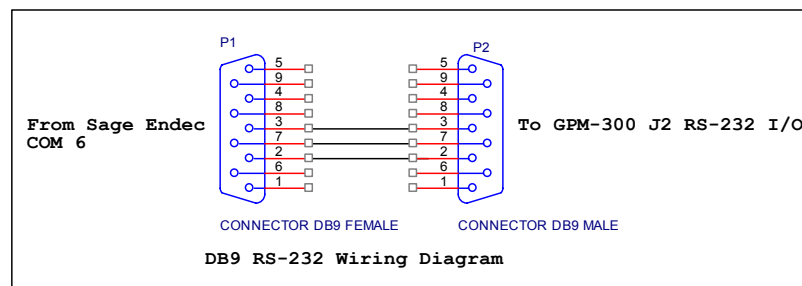 P1
P2
5
9
4
8
3
7
2
6
1
5
9
4
8
3
7
2
6
1
From Sage Endec
COM 6
To GPM-300 J2 RS-232 I/O
CONNECTOR DB9 FEMALE
CONNECTOR DB9 MALE
DB9 RS-232 Wiring Diagram